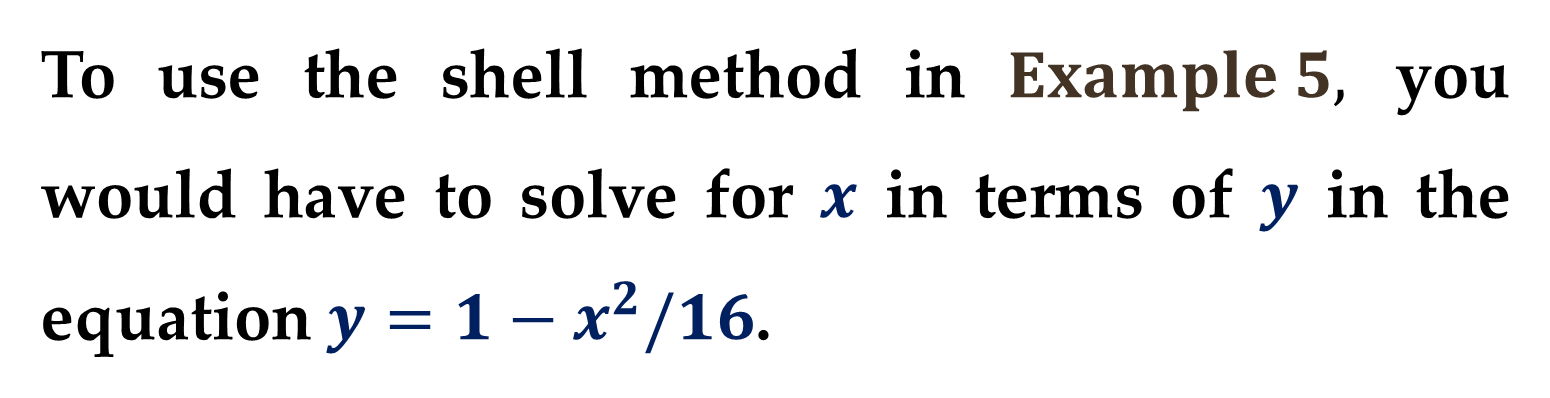 To use the shell method in Example 5, you
would have to solve for x in terms of y in the
equation y = 1 − x²/16.